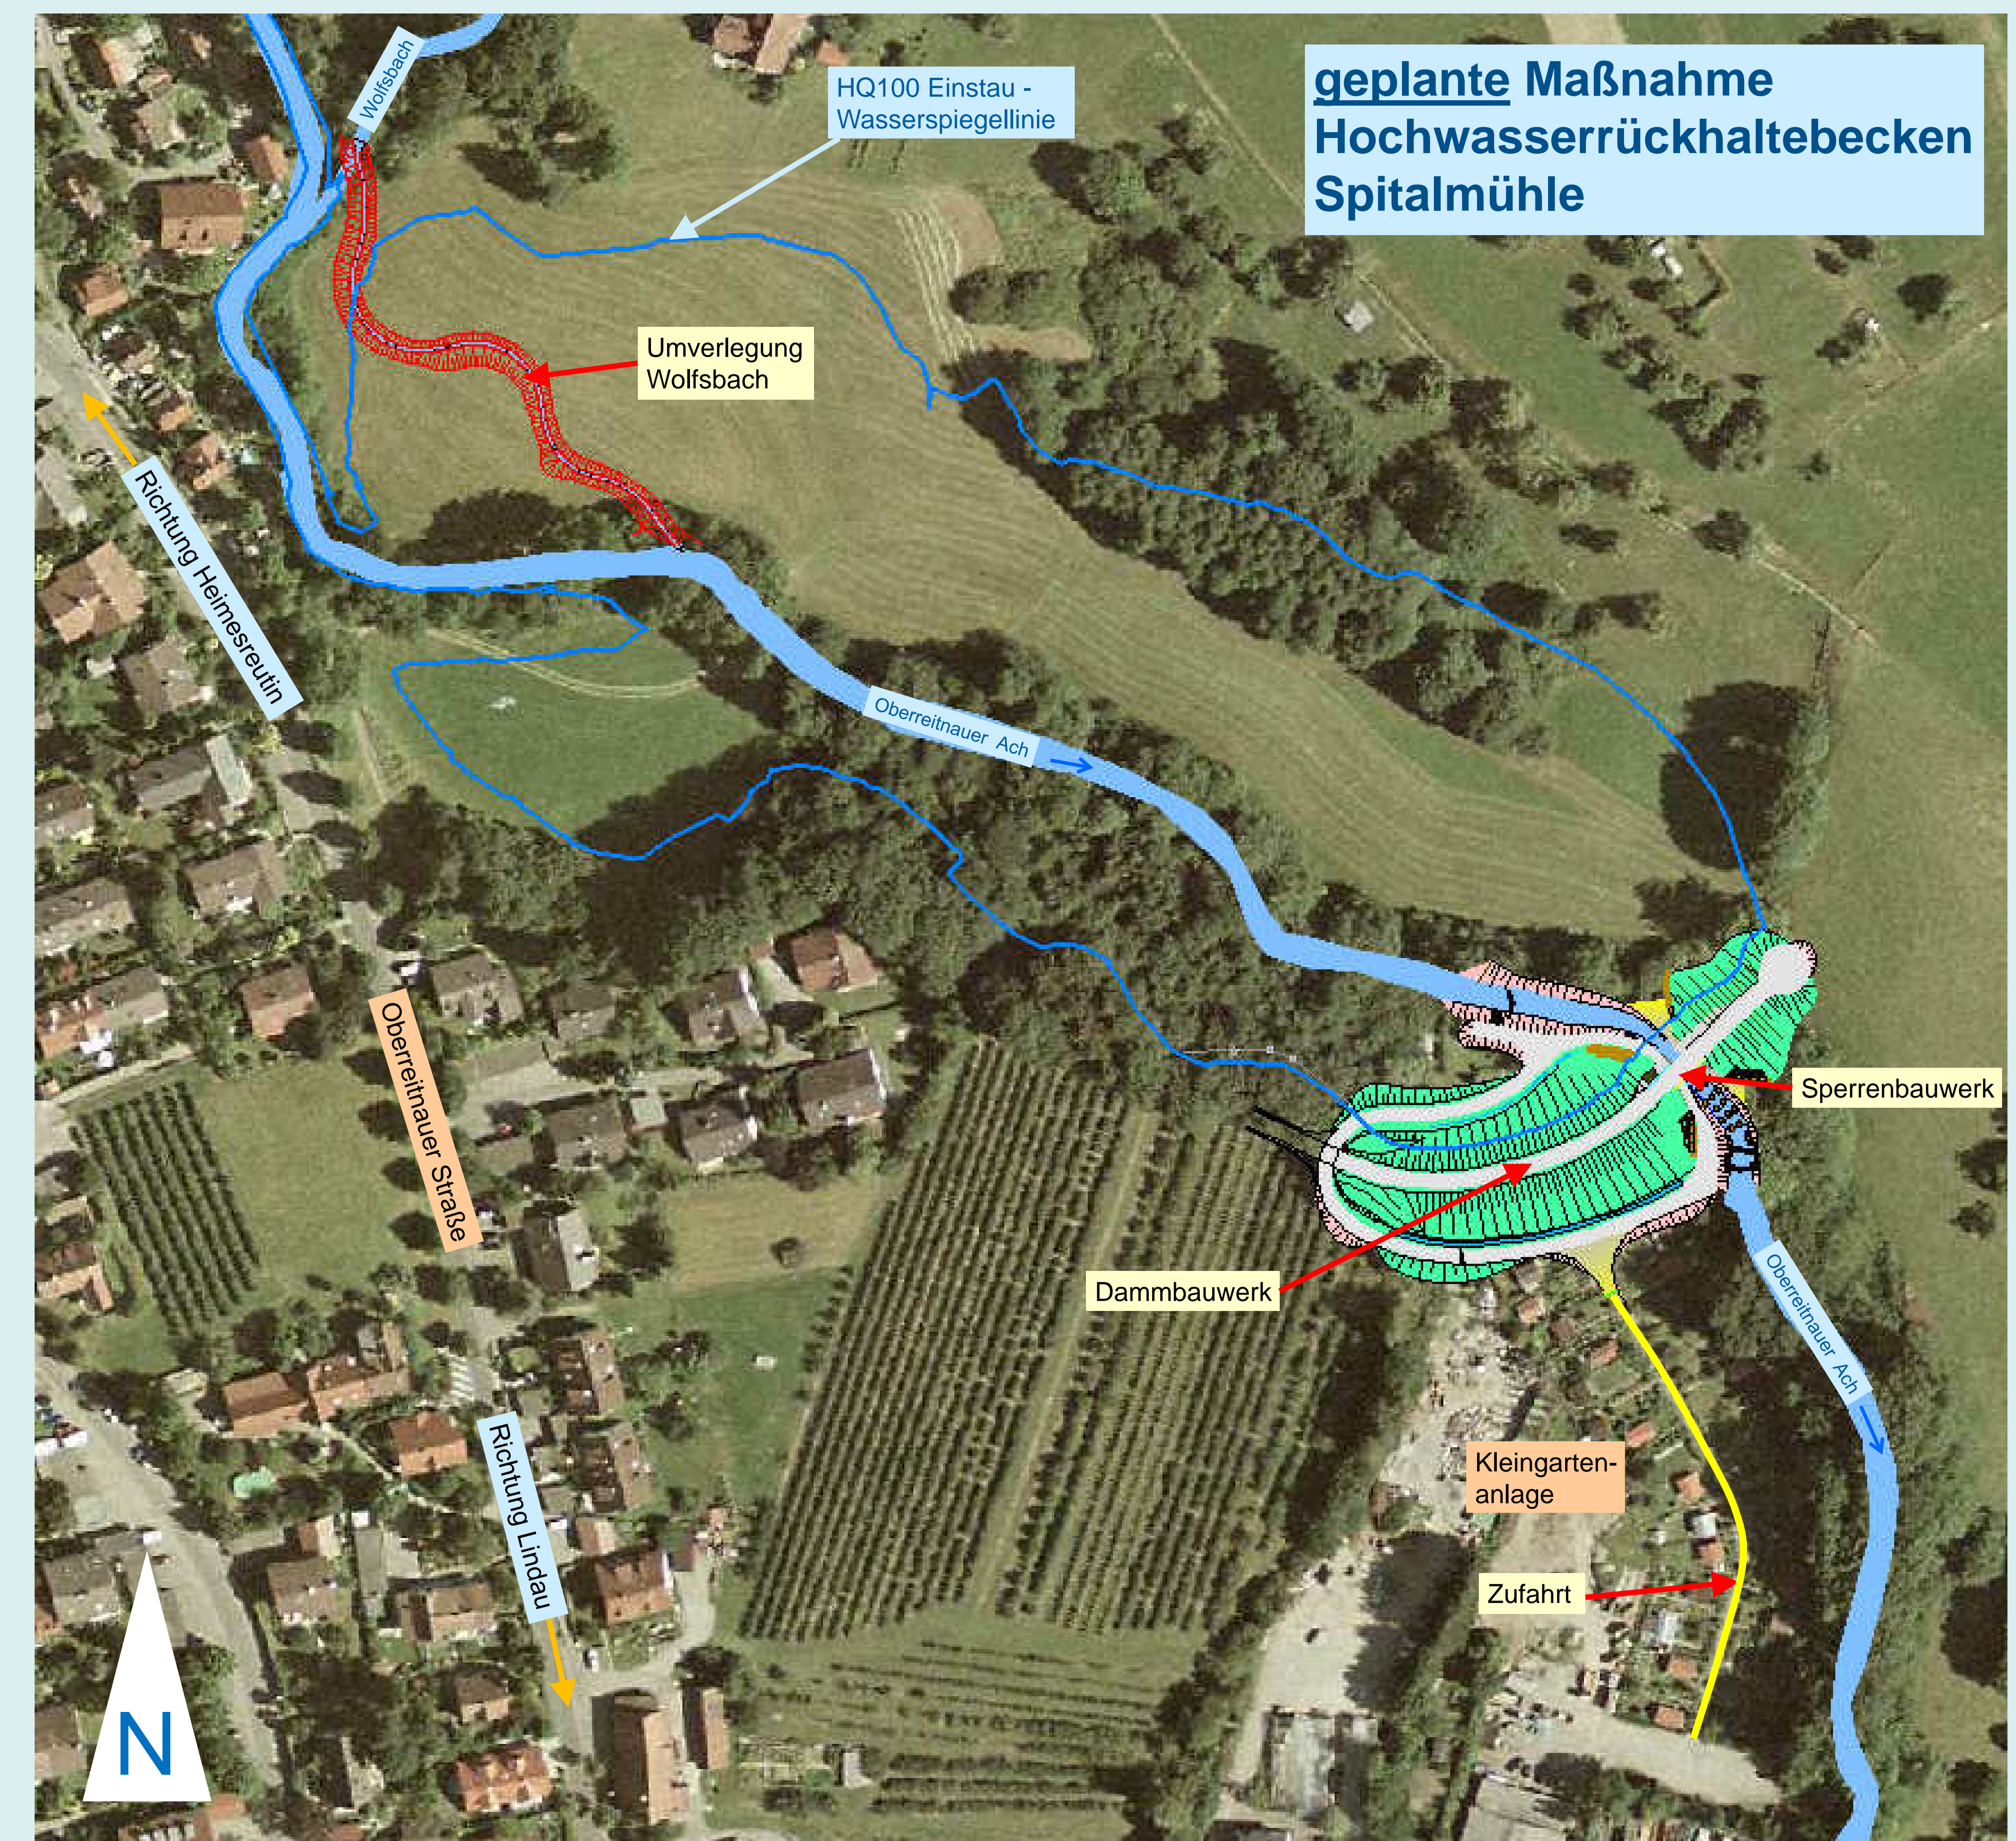 geplante Maßnahme
Hochwasserrückhaltebecken
Spitalmühle
Wolfsbach
HQ100 Einstau -
Wasserspiegellinie
Umverlegung
Wolfsbach
Richtung Heimesreutin
Oberreitnauer Ach
Oberreitnauer Straße
Sperrenbauwerk
Dammbauwerk
Oberreitnauer Ach
Richtung Lindau
Kleingarten-
anlage
Zufahrt
N